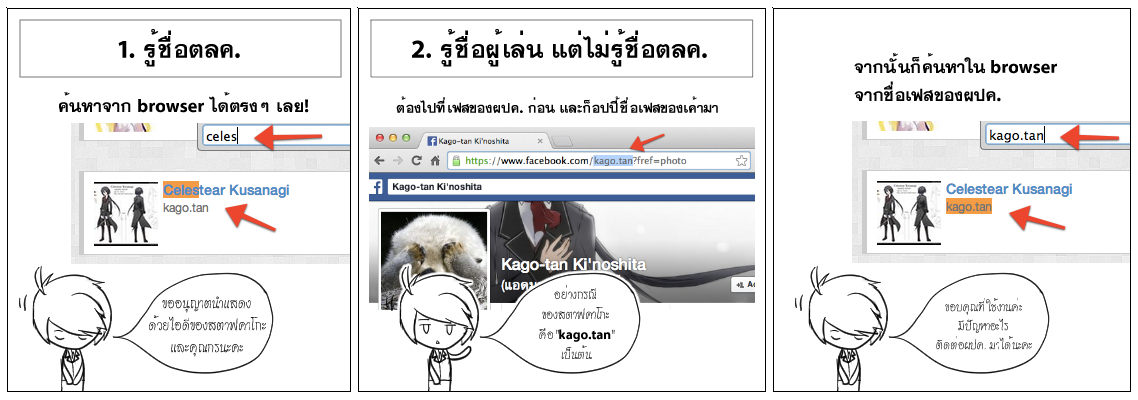 1. รู้ชื่อตลค.
ค้นหาจาก browser ได้ตรงๆ เลย!
celes
Celestear Kusanagi
kago.tan
ขออนุญาตนำแสดง
ด้วยไอดีของสตาฟคาโกะ
และคุณกรนะคะ
2. รู้ชื่อผู้เล่น แต่ไม่รู้ชื่อตลค.
ต้องไปที่เฟสของผปค. ก่อน และก็อปปี้ชื่อเฟสของเค้ามา
Kago-tan Ki'noshita
https://www.facebook.com/kago.tan?fref=photo
Kago-tan Ki'noshita
Kago-tan Ki'noshita
(แอดม
Ad
อย่างกรณี
ของสตาฟคาโกะ
คือ "kago.tan"
เป็นต้น
จากนั้นก็ค้นหาใน browser
จากชื่อเฟสของผปค.
kago.tan
Celestear Kusanagi
kago.tan
ขอบคุณที่ใช้งานค่ะ
มีปัญหาอะไร
ติดต่อผปค. มาได้นะคะ